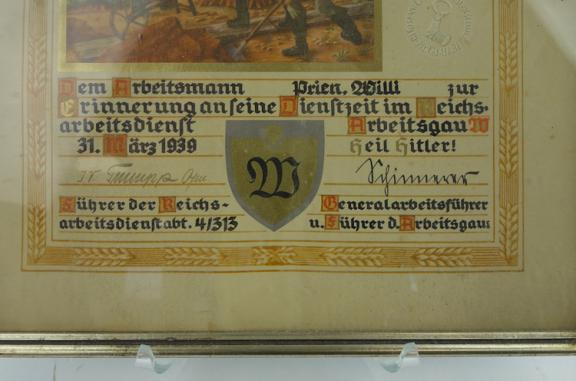 Dem Arbeitsmann Prien, Willi zur
Erinnerung an seine Dienstzeit im Reichs-
arbeitsdienst Arbeitsgau W
31. März 1939 Heil Hitler!
W
Schinnerer
Führer der Reichs- Generalarbeitsführer
arbeitsdienstabt. 4/313 u. Führer d. Arbeitsgau